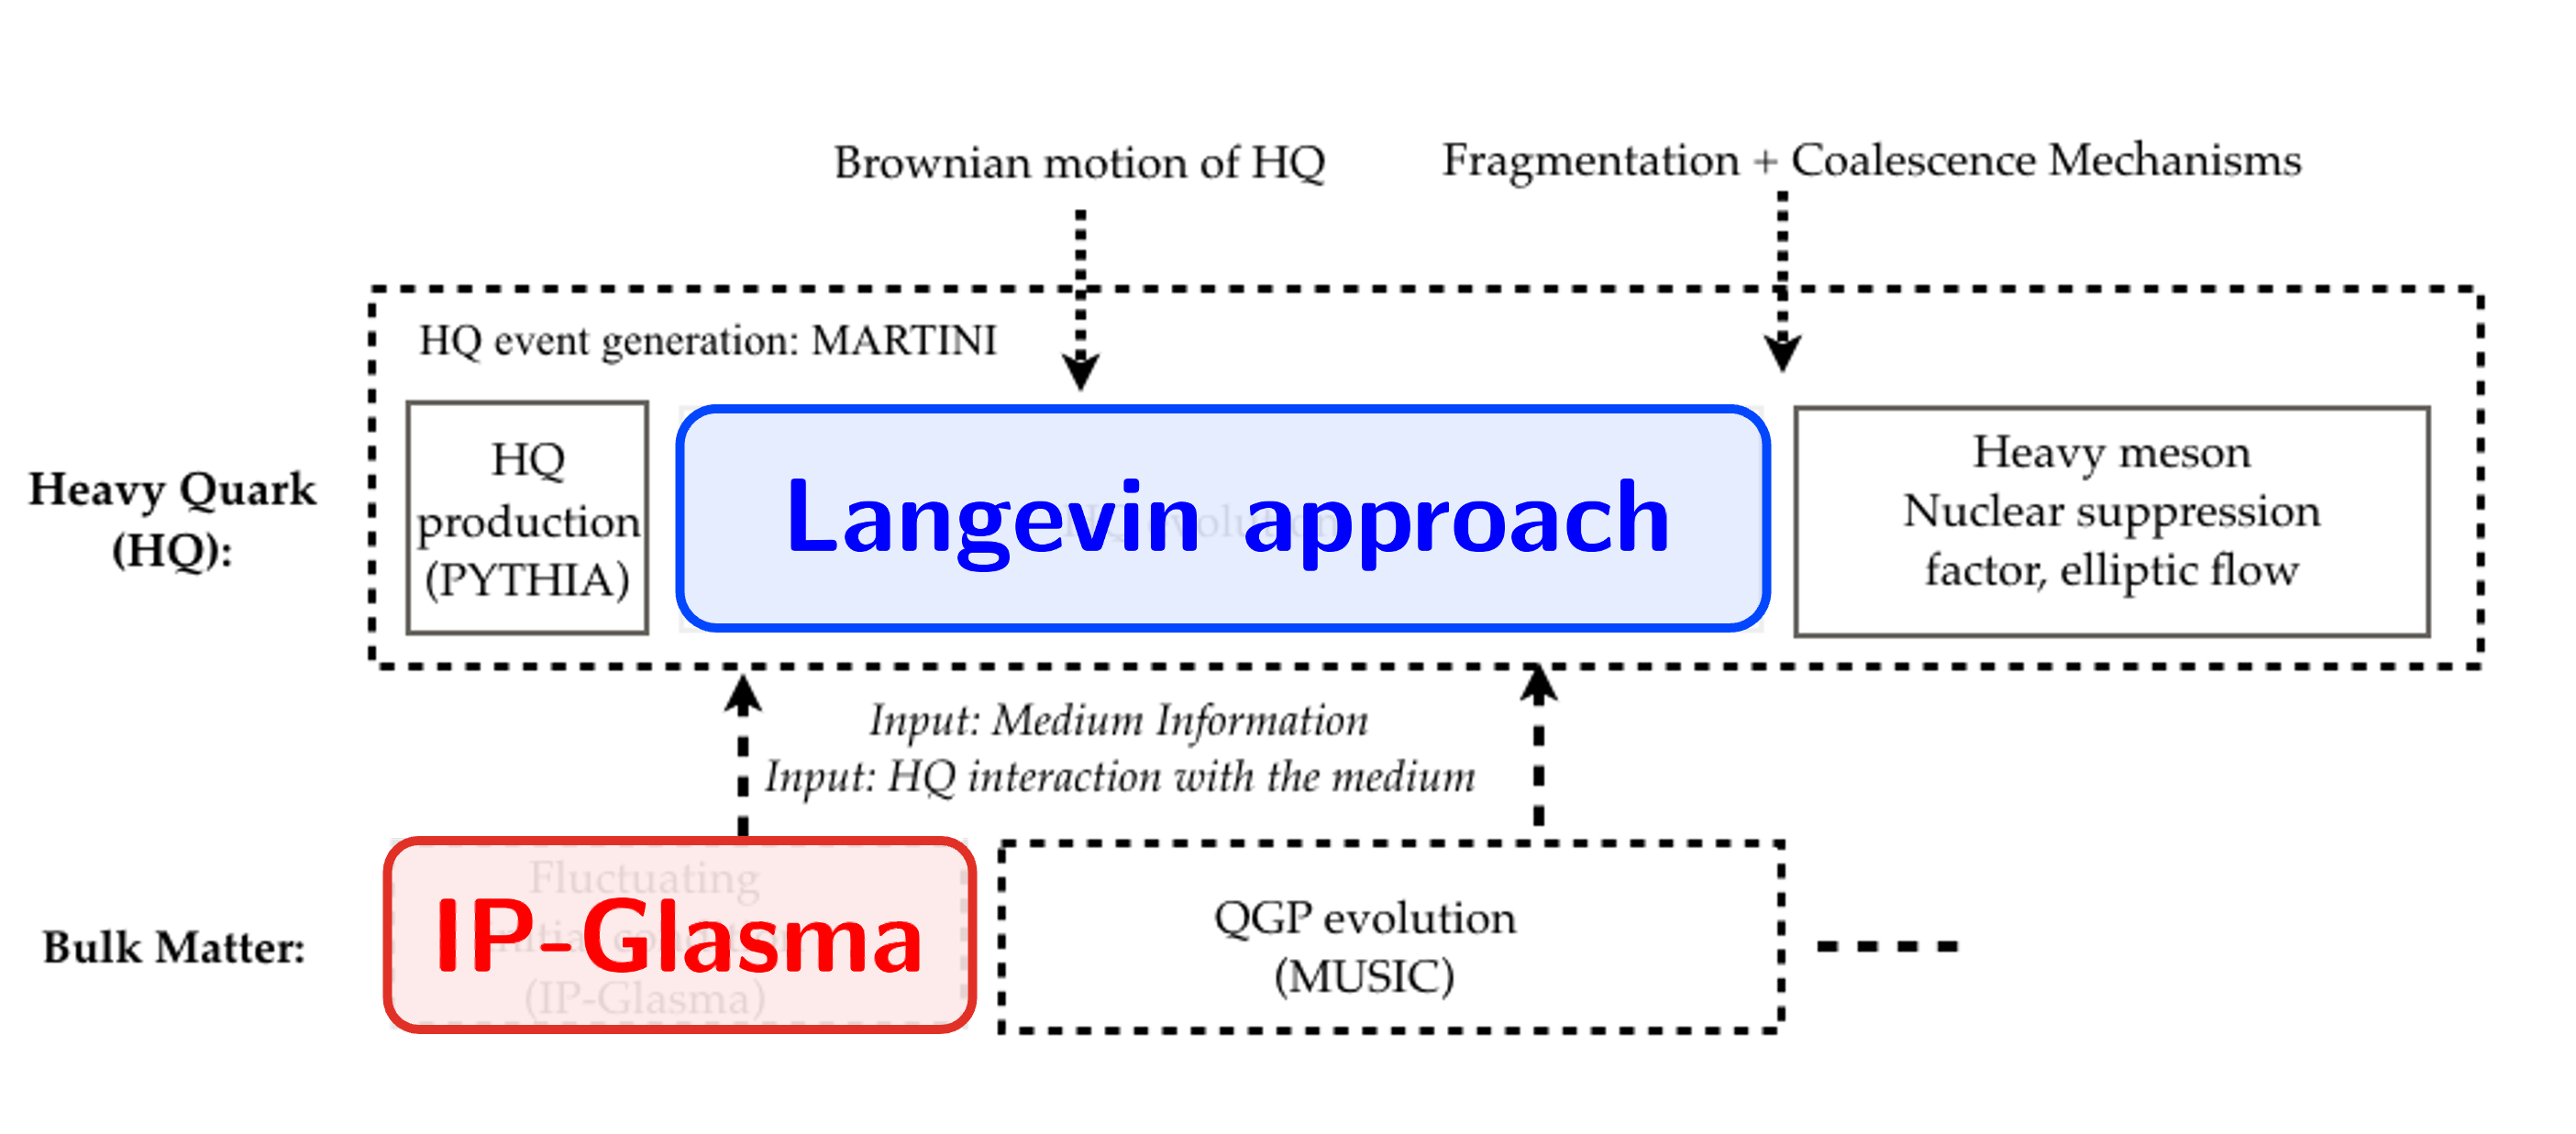 Brownian motion of HQ
Fragmentation + Coalescence Mechanisms
HQ event generation: MARTINI
Heavy Quark
(HQ):
HQ
production
(PYTHIA)
Langevin approach
Heavy meson
Nuclear suppression
factor, elliptic flow
Input: Medium Information
Input: HQ interaction with the medium
Bulk Matter:
Fluctuating
IP-Glasma
(IP-Glasma)
QGP evolution
(MUSIC)